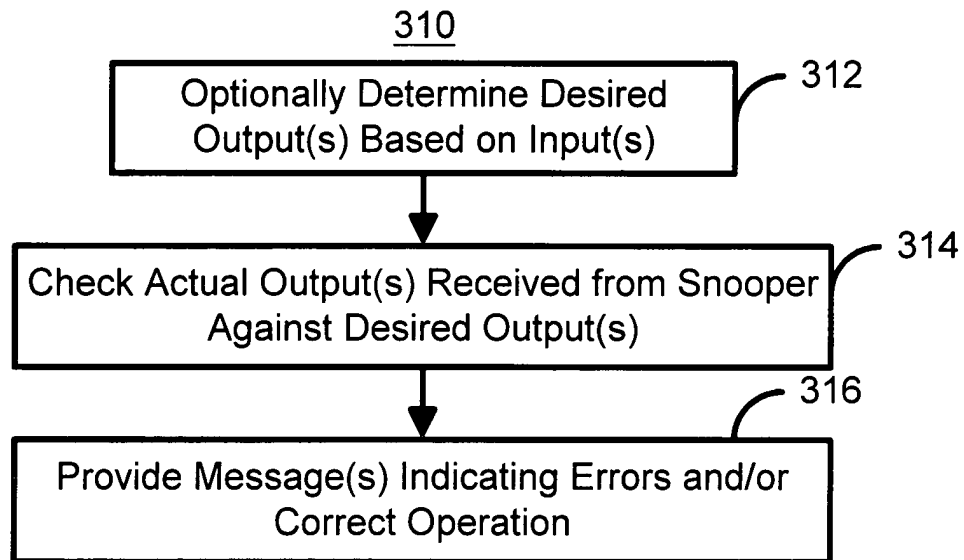 310
Optionally Determine Desired
Output(s) Based on Input(s)
312
Check Actual Output(s) Received from Snooper
Against Desired Output(s)
314
Provide Message(s) Indicating Errors and/or
Correct Operation
316